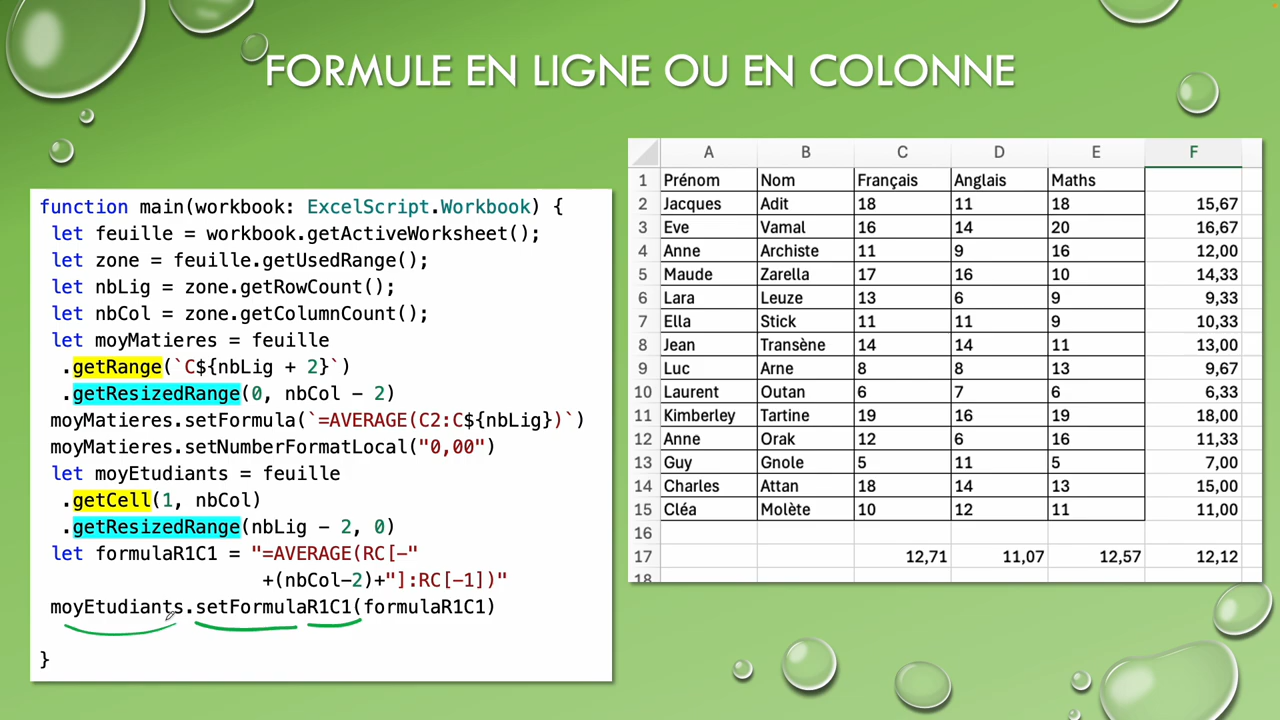 FORMULE EN LIGNE OU EN COLONNE
function main(workbook: ExcelScript.Workbook) {
let feuille = workbook.getActiveWorksheet();
let zone = feuille.getUsedRange();
let nbLig = zone.getRowCount();
let nbCol = zone.getColumnCount();
let moyMatieres = feuille
.getRange(`C${nbLig + 2}`)
.getResizedRange(0, nbCol - 2)
moyMatieres.setFormula(`=AVERAGE(C2:C${nbLig})`)
moyMatieres.setNumberFormatLocal("0,00")
let moyEtudiants = feuille
.getCell(1, nbCol)
.getResizedRange(nbLig - 2, 0)
let formulaR1C1 = "=AVERAGE(RC[-"
+(nbCol-2)+"]:RC[-1])"
moyEtudiants.setFormulaR1C1(formulaR1C1)
}
A B C D E F
1 Prénom Nom Français Anglais Maths
2 Jacques Adit 18 11 18 15,67
3 Eve Vamal 16 14 20 16,67
4 Anne Archiste 11 9 16 12,00
5 Maude Zarella 17 16 10 14,33
6 Lara Leuze 13 6 9 9,33
7 Ella Stick 11 11 9 10,33
8 Jean Transène 14 14 11 13,00
9 Luc Arne 8 8 13 9,67
10 Laurent Outan 6 7 6 6,33
11 Kimberley Tartine 19 16 19 18,00
12 Anne Orak 12 6 16 11,33
13 Guy Gnole 5 11 5 7,00
14 Charles Attan 18 14 13 15,00
15 Cléa Molète 10 12 11 11,00
16
17 12,71 11,07 12,57 12,12
18